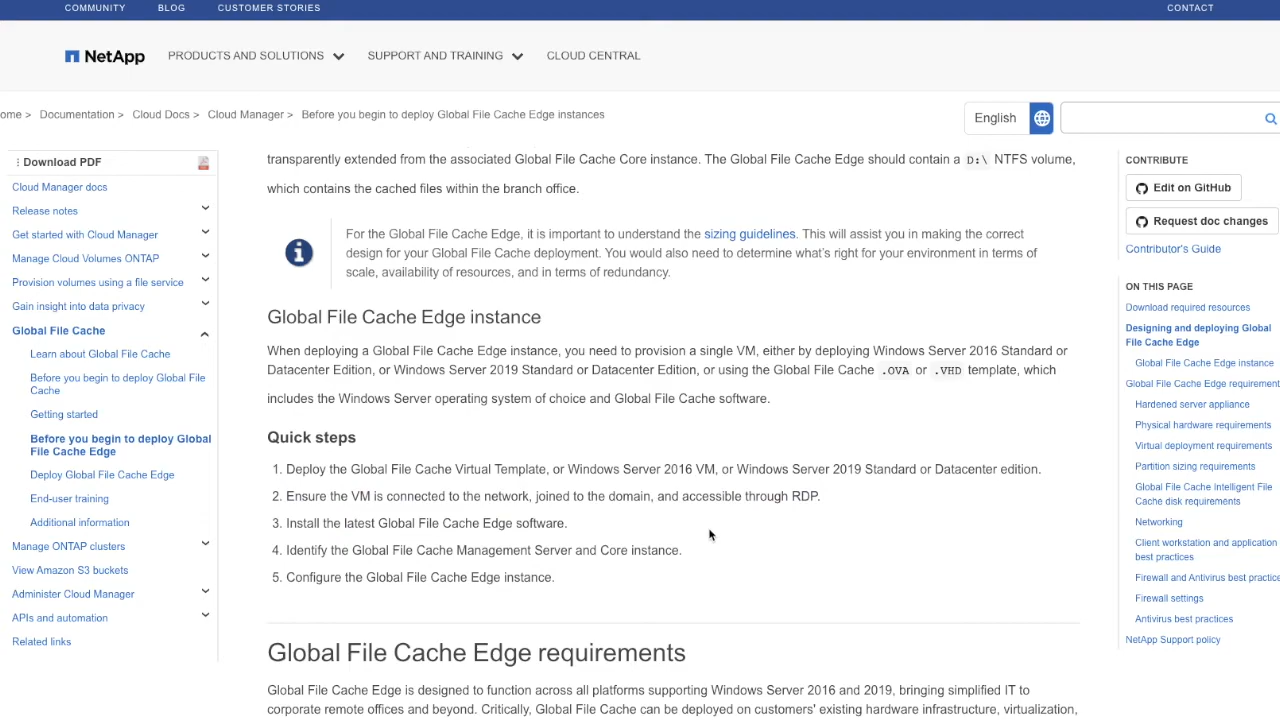 COMMUNITY BLOG CUSTOMER STORIES CONTACT
NetApp PRODUCTS AND SOLUTIONS SUPPORT AND TRAINING CLOUD CENTRAL
ome > Documentation > Cloud Docs > Cloud Manager > Before you begin to deploy Global File Cache Edge instances
English
Download PDF
Cloud Manager docs
Release notes
Get started with Cloud Manager
Manage Cloud Volumes ONTAP
Provision volumes using a file service
Gain insight into data privacy
Global File Cache
Learn about Global File Cache
Before you begin to deploy Global File
Cache
Getting started
Before you begin to deploy Global
File Cache Edge
Deploy Global File Cache Edge
End-user training
Additional information
Manage ONTAP clusters
View Amazon S3 buckets
Administer Cloud Manager
APIs and automation
Related links
transparently extended from the associated Global File Cache Core instance. The Global File Cache Edge should contain a D:\ NTFS volume,
which contains the cached files within the branch office.
For the Global File Cache Edge, it is important to understand the sizing guidelines. This will assist you in making the correct
design for your Global File Cache deployment. You would also need to determine what's right for your environment in terms of
scale, availability of resources, and in terms of redundancy.
Global File Cache Edge instance
When deploying a Global File Cache Edge instance, you need to provision a single VM, either by deploying Windows Server 2016 Standard or
Datacenter Edition, or Windows Server 2019 Standard or Datacenter Edition, or using the Global File Cache .OVA or .VHD template, which
includes the Windows Server operating system of choice and Global File Cache software.
Quick steps
1. Deploy the Global File Cache Virtual Template, or Windows Server 2016 VM, or Windows Server 2019 Standard or Datacenter edition.
2. Ensure the VM is connected to the network, joined to the domain, and accessible through RDP.
3. Install the latest Global File Cache Edge software.
4. Identify the Global File Cache Management Server and Core instance.
5. Configure the Global File Cache Edge instance.
Global File Cache Edge requirements
Global File Cache Edge is designed to function across all platforms supporting Windows Server 2016 and 2019, bringing simplified IT to
corporate remote offices and beyond. Critically, Global File Cache can be deployed on customers' existing hardware infrastructure, virtualization,
CONTRIBUTE
Edit on GitHub
Request doc changes
Contributor's Guide
ON THIS PAGE
Download required resources
Designing and deploying Global
File Cache Edge
Global File Cache Edge instance
Global File Cache Edge requirement
Hardened server appliance
Physical hardware requirements
Virtual deployment requirements
Partition sizing requirements
Global File Cache Intelligent File
Cache disk requirements
Networking
Client workstation and application
best practices
Firewall and Antivirus best practice
Firewall settings
Antivirus best practices
NetApp Support policy